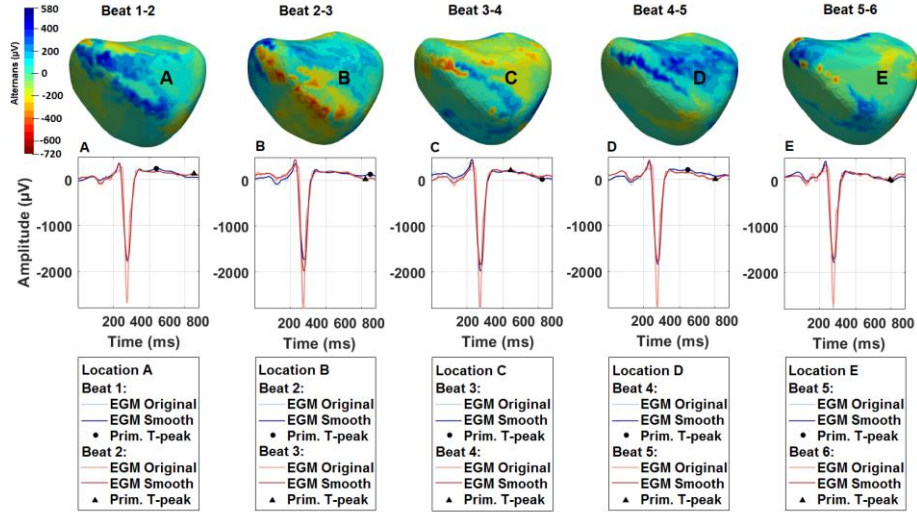 Beat 1-2 Beat 2-3 Beat 3-4 Beat 4-5 Beat 5-6
Alternans (µV)
580
400
200
0
-200
-400
-600
-720
A B C D E
A B C D E
Amplitude (µV)
0 0 0 0 0
-1000 -1000 -1000 -1000 -1000
-2000 -2000 -2000 -2000 -2000
200 400 600 800 200 400 600 800 200 400 600 800 200 400 600 800 200 400 600 800
Time (ms) Time (ms) Time (ms) Time (ms) Time (ms)
Location A
Beat 1:
EGM Original
EGM Smooth
Prim. T-peak
Beat 2:
EGM Original
EGM Smooth
Prim. T-peak
Location B
Beat 2:
EGM Original
EGM Smooth
Prim. T-peak
Beat 3:
EGM Original
EGM Smooth
Prim. T-peak
Location C
Beat 3:
EGM Original
EGM Smooth
Prim. T-peak
Beat 4:
EGM Original
EGM Smooth
Prim. T-peak
Location D
Beat 4:
EGM Original
EGM Smooth
Prim. T-peak
Beat 5:
EGM Original
EGM Smooth
Prim. T-peak
Location E
Beat 5:
EGM Original
EGM Smooth
Prim. T-peak
Beat 6:
EGM Original
EGM Smooth
Prim. T-peak